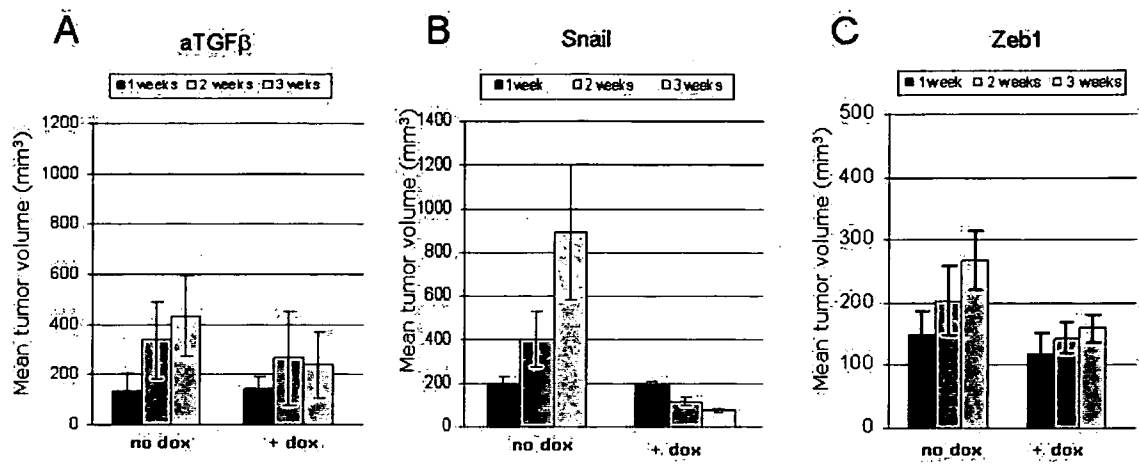 A
aTGFβ
1 weeks 2 weeks 3 weks
Mean tumor volume (mm³)
1200
1000
800
600
400
200
0
no dox
+ dox
B
Snail
1 week 2 weeks 3 weeks
Mean tumor volume (mm³)
1400
1200
1000
800
600
400
200
0
no dox
+ dox
C
Zeb1
1 week 2 weeks 3 weeks
Mean tumor volume (mm³)
500
400
300
200
100
0
no dox
+ dox